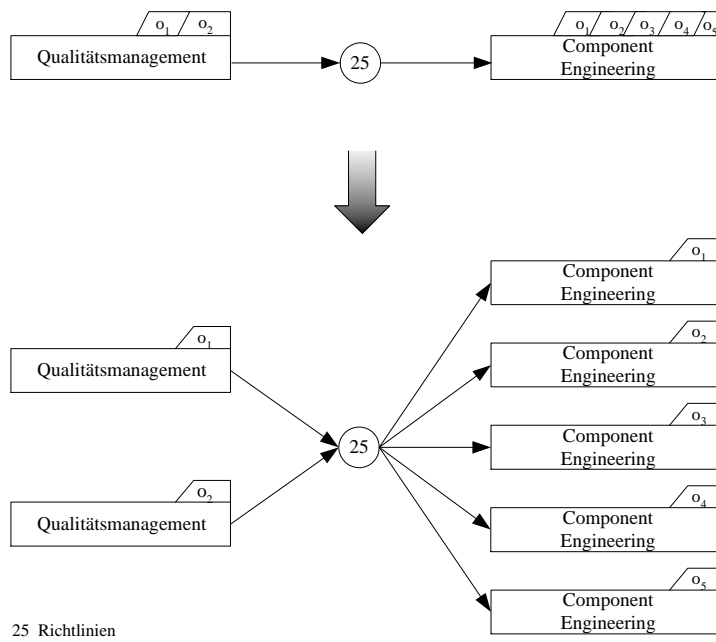 o1 o2
Qualitätsmanagement
25
o1 o2 o3 o4 o5
Component
Engineering
o1
Component
Engineering
o1
Qualitätsmanagement
o2
Component
Engineering
25
o3
Component
Engineering
o2
Qualitätsmanagement
o4
Component
Engineering
o5
Component
Engineering
25 Richtlinien